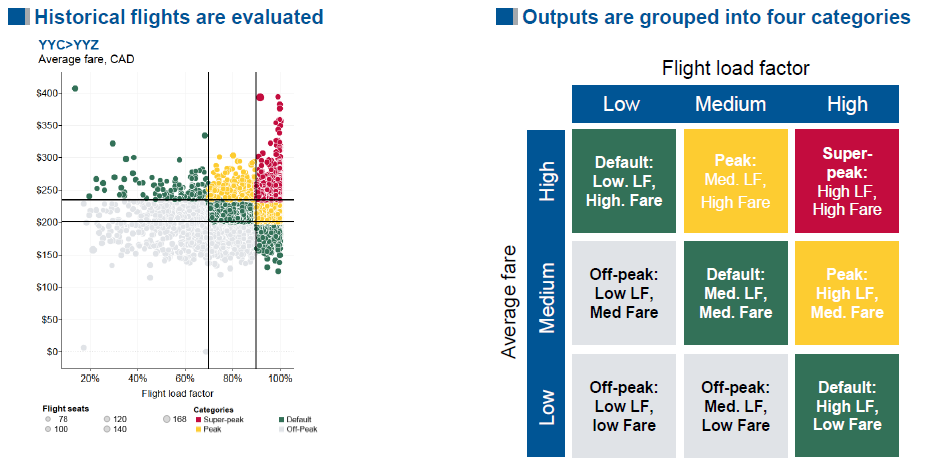 Historical flights are evaluated
YYC>YYZ
Average fare, CAD
$400
$350
$300
$250
$200
$150
$100
$50
$0
20% 40% 60% 80% 100%
Flight load factor
Flight seats
78 120 168
100 140
Categories
Super-peak Default
Peak Off-Peak
Outputs are grouped into four categories
Flight load factor
Low Medium High
Average fare
High
Default:
Low. LF,
High. Fare
Peak:
Med. LF,
High Fare
Super-
peak:
High LF,
High Fare
Medium
Off-peak:
Low LF,
Med Fare
Default:
Med. LF,
Med. Fare
Peak:
High LF,
Med. Fare
Low
Off-peak:
Low LF,
low Fare
Off-peak:
Med. LF,
Low Fare
Default:
High LF,
Low Fare